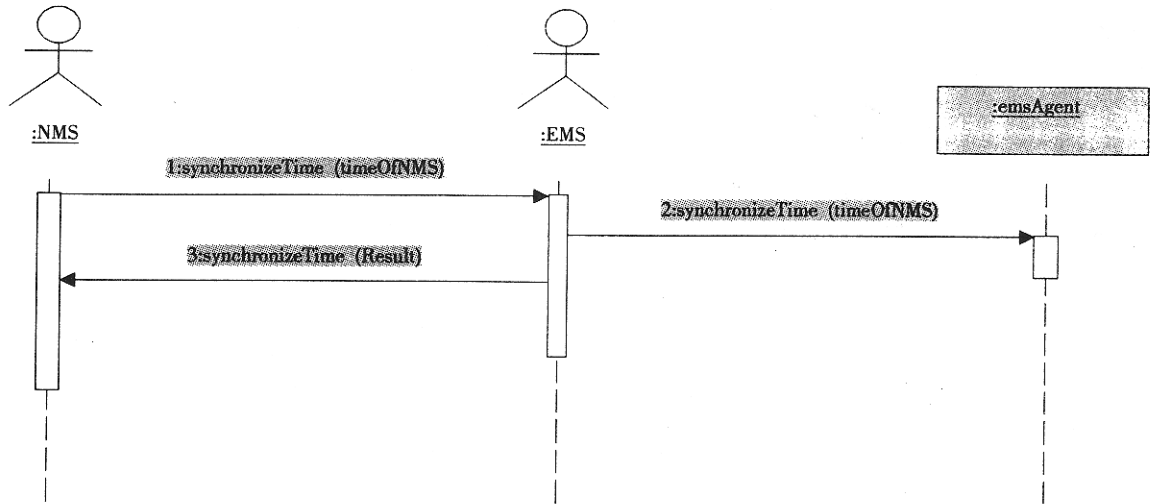 :NMS
:EMS
:emsAgent
1:synchronizeTime (timeOfNMS)
2:synchronizeTime (timeOfNMS)
3:synchronizeTime (Result)